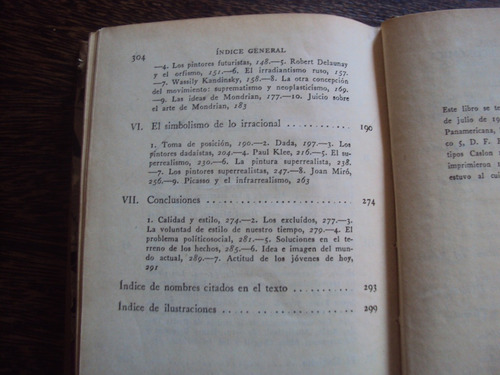 304 ÍNDICE GENERAL
—4. Los pintores futuristas, 148.—5. Robert Delaunay
y el orfismo, 151.—6. El irradiantismo ruso, 157.
—7. Wassily Kandinsky, 158.—8. La otra concepción
del movimiento: suprematismo y neoplasticismo, 169.
—9. Las ideas de Mondrian, 177.—10. Juicio sobre
el arte de Mondrian, 183
VI. El simbolismo de lo irracional .......... 190
1. Toma de posición, 190.—2. Dada, 197.—3. Los
pintores dadaístas, 204.—4. Paul Klee, 216.—5. El
superrealismo, 230.—6. La pintura superrealista, 238.—
7. Los pintores superrealistas, 247.—8. Joan Miró,
256.—9. Picasso y el infrarrealismo, 263
VII. Conclusiones .......... 274
1. Calidad y estilo, 274.—2. Los excluídos, 277.—3.
La voluntad de estilo de nuestro tiempo, 279.—4. El
problema políticosocial, 281.—5. Soluciones en el te-
rreno de los hechos, 285.—6. Idea e imagen del mun-
do actual, 289.—7. Actitud de los jóvenes de hoy,
291
Índice de nombres citados en el texto .......... 293
Índice de ilustraciones .......... 299
Este libro se te
de julio de 19
Panamericana,
en 5, D. F. E
tipos Caslon
imprimieron
estuvo al cui